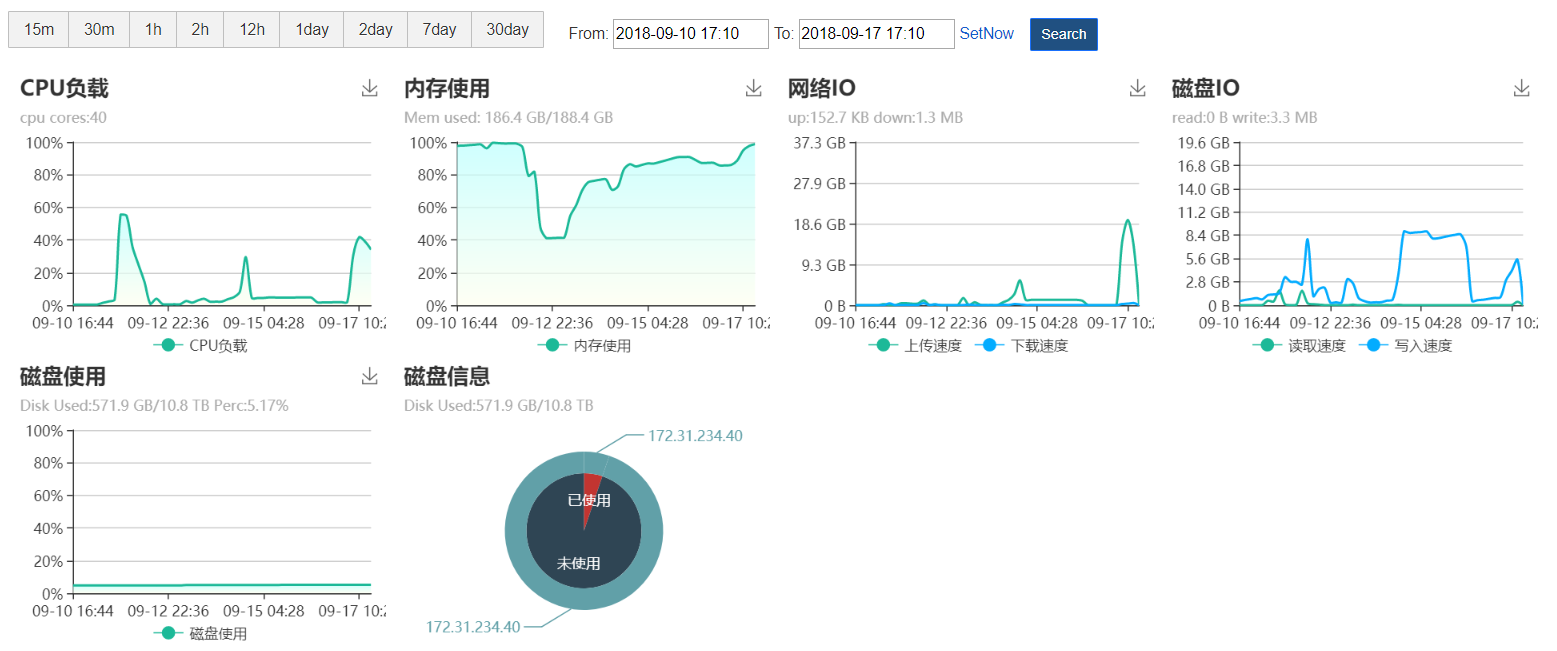 15m 30m 1h 2h 12h 1day 2day 7day 30day From: 2018-09-10 17:10 To: 2018-09-17 17:10 SetNow Search
CPU负载
cpu cores:40
100%
80%
60%
40%
20%
0%
09-10 16:44 09-12 22:36 09-15 04:28 09-17 10:2
CPU负载
内存使用
Mem used: 186.4 GB/188.4 GB
100%
80%
60%
40%
20%
0%
09-10 16:44 09-12 22:36 09-15 04:28 09-17 10:2
内存使用
网络IO
up:152.7 KB down:1.3 MB
37.3 GB
27.9 GB
18.6 GB
9.3 GB
0 B
09-10 16:44 09-12 22:36 09-15 04:28 09-17 10:2
上传速度 下载速度
磁盘IO
read:0 B write:3.3 MB
19.6 GB
16.8 GB
14.0 GB
11.2 GB
8.4 GB
5.6 GB
2.8 GB
0 B
09-10 16:44 09-12 22:36 09-15 04:28 09-17 10:2
读取速度 写入速度
磁盘使用
Disk Used:571.9 GB/10.8 TB Perc:5.17%
100%
80%
60%
40%
20%
0%
09-10 16:44 09-12 22:36 09-15 04:28 09-17 10:2
磁盘使用
磁盘信息
Disk Used:571.9 GB/10.8 TB
172.31.234.40
已使用
未使用
172.31.234.40